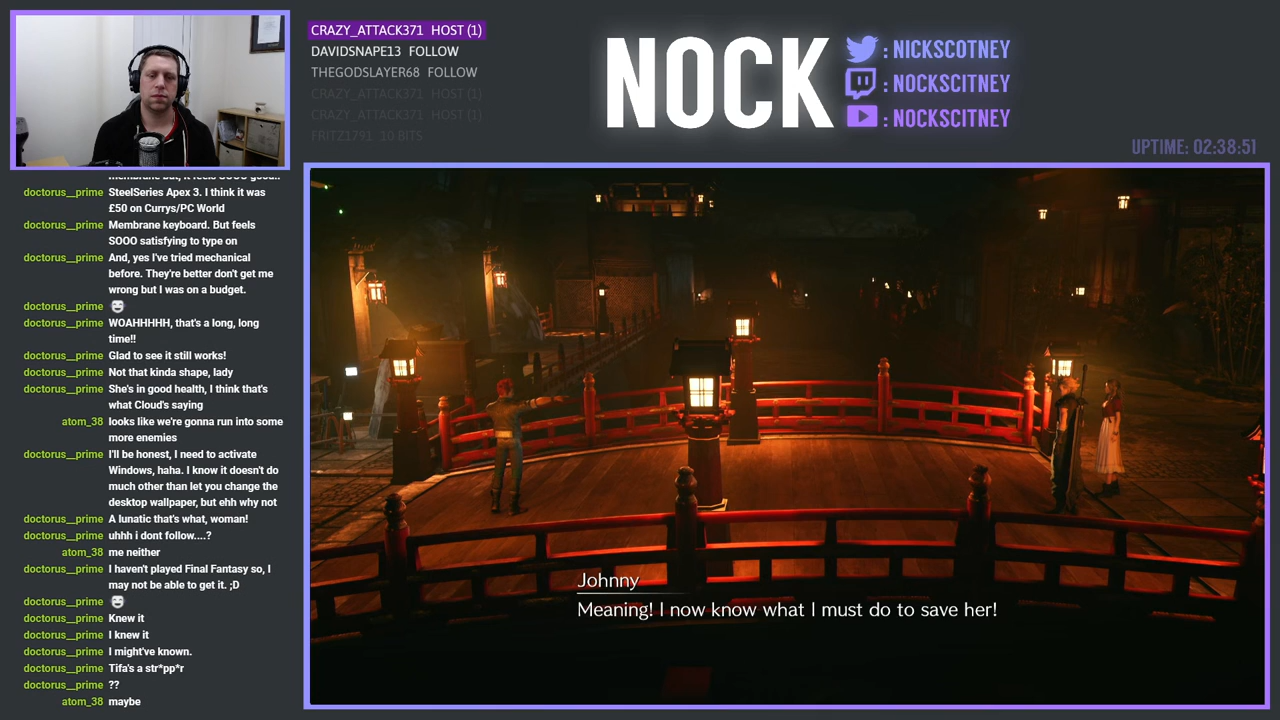 CRAZY_ATTACK371 HOST (1)
DAVIDSNAPE13 FOLLOW
THEGODSLAYER68 FOLLOW
CRAZY_ATTACK371 HOST (1)
CRAZY_ATTACK371 HOST (1)
FRITZ1791 10 BITS
NOCK
: NICKSCOTNEY
: NOCKSCITNEY
: NOCKSCITNEY
UPTIME: 02:38:51
membrane but, it feels SOOO good!!
doctorus__prime SteelSeries Apex 3. I think it was
£50 on Currys/PC World
doctorus__prime Membrane keyboard. But feels
SOOO satisfying to type on
doctorus__prime And, yes I've tried mechanical
before. They're better don't get me
wrong but I was on a budget.
doctorus__prime
doctorus__prime WOAHHHHH, that's a long, long
time!!
doctorus__prime Glad to see it still works!
doctorus__prime Not that kinda shape, lady
doctorus__prime She's in good health, I think that's
what Cloud's saying
atom_38 looks like we're gonna run into some
more enemies
doctorus__prime I'll be honest, I need to activate
Windows, haha. I know it doesn't do
much other than let you change the
desktop wallpaper, but ehh why not
doctorus__prime A lunatic that's what, woman!
doctorus__prime uhhh i dont follow....?
atom_38 me neither
doctorus__prime I haven't played Final Fantasy so, I
may not be able to get it. ;D
doctorus__prime
doctorus__prime Knew it
doctorus__prime I knew it
doctorus__prime I might've known.
doctorus__prime Tifa's a str*pp*r
doctorus__prime ??
atom_38 maybe
Johnny
Meaning! I now know what I must do to save her!